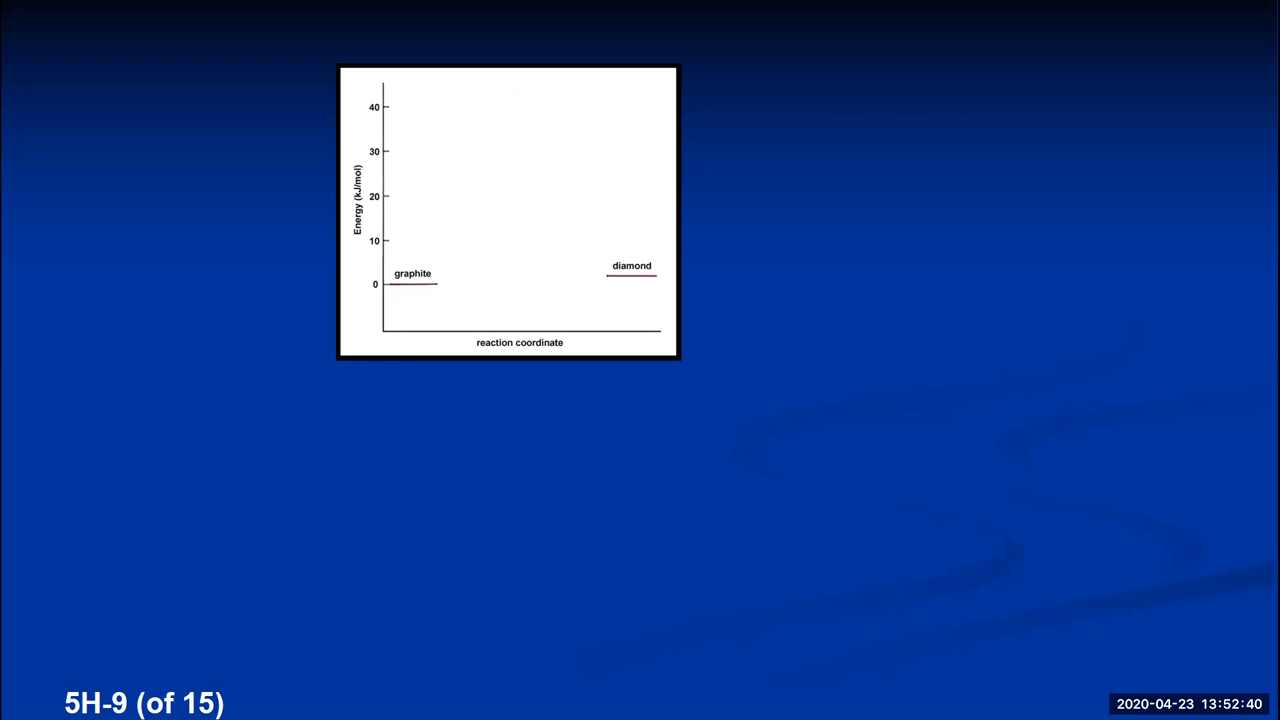 40
30
20
10
0
Energy (kJ/mol)
graphite
diamond
reaction coordinate
5H-9 (of 15)
2020-04-23 13:52:40